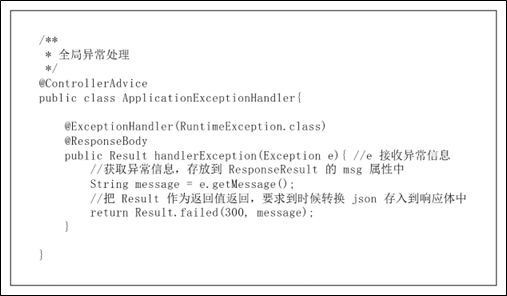 /**
 * 全局异常处理
 */
@ControllerAdvice
public class ApplicationExceptionHandler{
    @ExceptionHandler(RuntimeException.class)
    @ResponseBody
    public Result handlerException(Exception e){ //e 接收异常信息
        //获取异常信息，存放到 ResponseResult 的 msg 属性中
        String message = e.getMessage();
        //把 Result 作为返回值返回，要求到时候转换 json 存入到响应体中
        return Result.failed(300, message);
    }
}